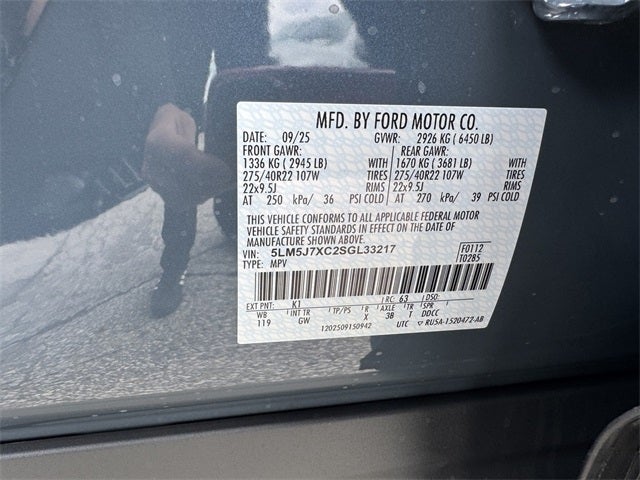 MFD. BY FORD MOTOR CO.
DATE: 09/25 GVWR: 2926 KG ( 6450 LB)
FRONT GAWR: REAR GAWR:
1336 KG ( 2945 LB) WITH 1670 KG ( 3681 LB) WITH
275/40R22 107W TIRES 275/40R22 107W TIRES
22x9.5J RIMS 22x9.5J RIMS
AT 250 kPa/ 36 PSI COLD AT 270 kPa/ 39 PSI COLD
THIS VEHICLE CONFORMS TO ALL APPLICABLE FEDERAL MOTOR
VEHICLE SAFETY STANDARDS IN EFFECT ON THE DATE OF
MANUFACTURE SHOWN ABOVE.
VIN: 5LM5J7XC2SGL33217 F0112
TYPE: MPV T0285
EXT PNT: K1 RC: 63 DSO:
WB INT TR TP/PS R AXLE TR SPR
119 GW X 38 T DDCC
1202509150942 UTC ▽ RU5A-1520472-AB